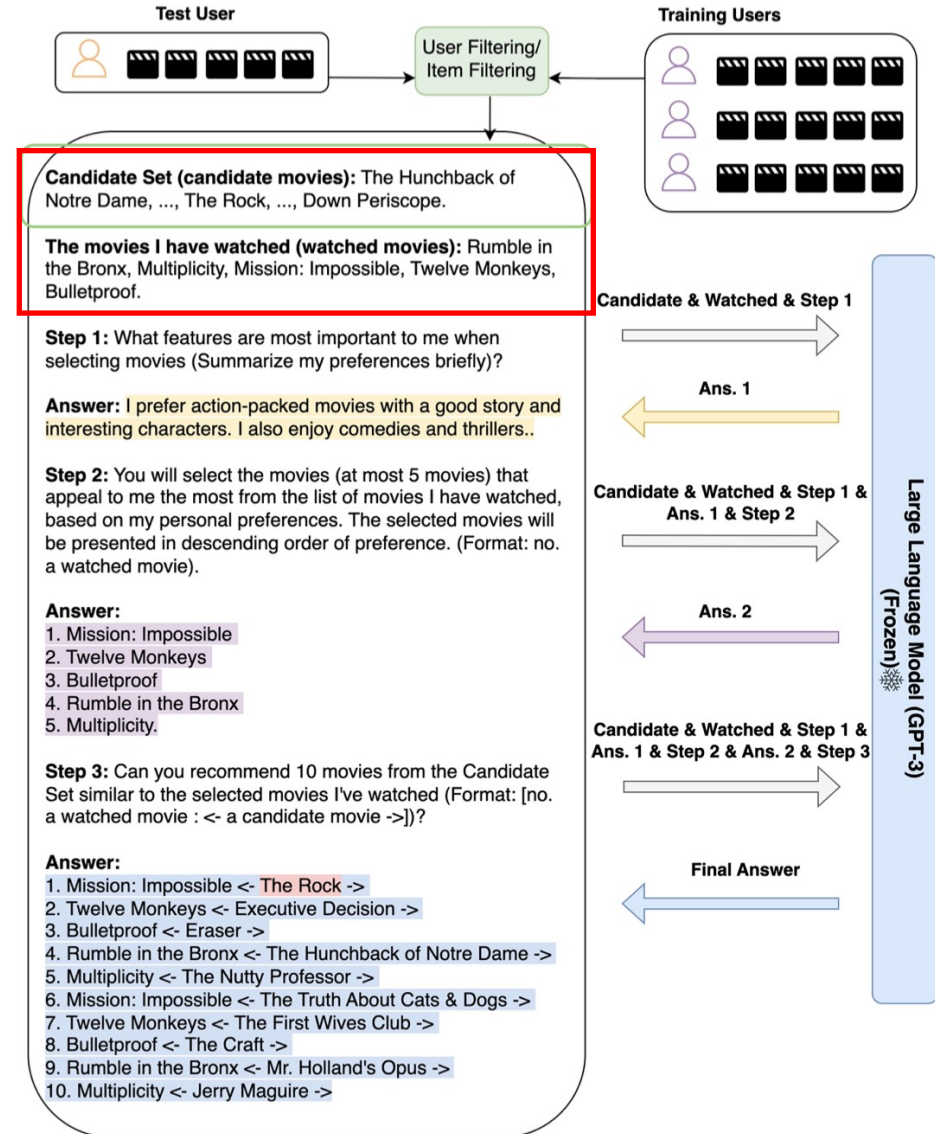 Test User
Training Users
User Filtering/
Item Filtering
Candidate Set (candidate movies): The Hunchback of
Notre Dame, ..., The Rock, ..., Down Periscope.
The movies I have watched (watched movies): Rumble in
the Bronx, Multiplicity, Mission: Impossible, Twelve Monkeys,
Bulletproof.
Step 1: What features are most important to me when
selecting movies (Summarize my preferences briefly)?
Answer: I prefer action-packed movies with a good story and
interesting characters. I also enjoy comedies and thrillers..
Step 2: You will select the movies (at most 5 movies) that
appeal to me the most from the list of movies I have watched,
based on my personal preferences. The selected movies will
be presented in descending order of preference. (Format: no.
a watched movie).
Answer:
1. Mission: Impossible
2. Twelve Monkeys
3. Bulletproof
4. Rumble in the Bronx
5. Multiplicity.
Step 3: Can you recommend 10 movies from the Candidate
Set similar to the selected movies I've watched (Format: [no.
a watched movie : <- a candidate movie ->])?
Answer:
1. Mission: Impossible <- The Rock ->
2. Twelve Monkeys <- Executive Decision ->
3. Bulletproof <- Eraser ->
4. Rumble in the Bronx <- The Hunchback of Notre Dame ->
5. Multiplicity <- The Nutty Professor ->
6. Mission: Impossible <- The Truth About Cats & Dogs ->
7. Twelve Monkeys <- The First Wives Club ->
8. Bulletproof <- The Craft ->
9. Rumble in the Bronx <- Mr. Holland's Opus ->
10. Multiplicity <- Jerry Maguire ->
Candidate & Watched & Step 1
Ans. 1
Candidate & Watched & Step 1 &
Ans. 1 & Step 2
Ans. 2
Candidate & Watched & Step 1 &
Ans. 1 & Step 2 & Ans. 2 & Step 3
Final Answer
Large Language Model (GPT-3)
(Frozen)